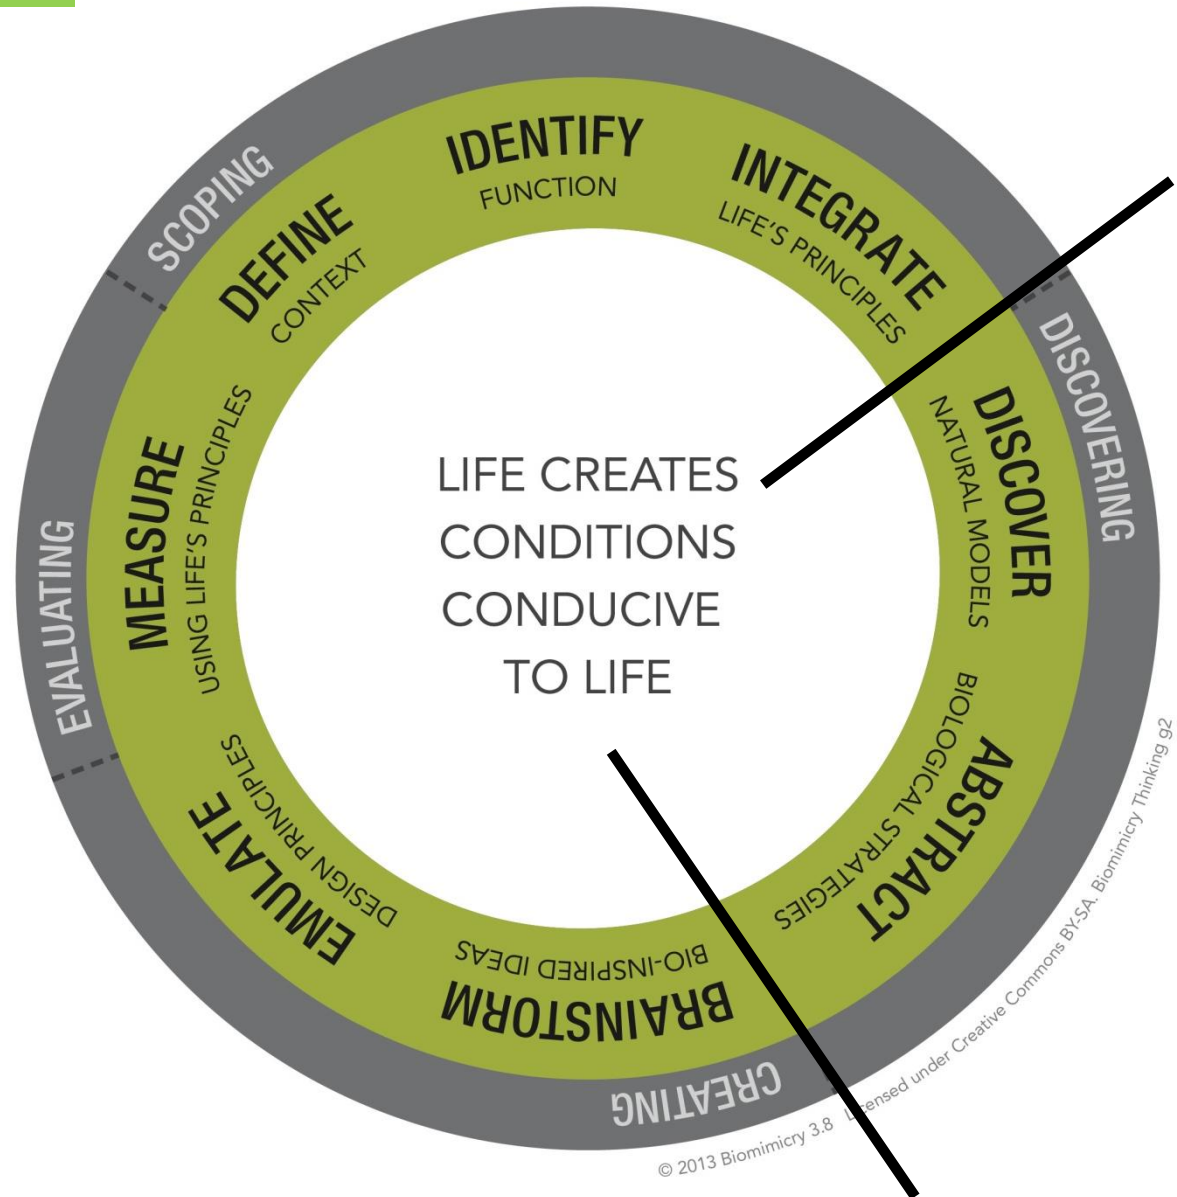 SCOPING
DEFINE
CONTEXT
IDENTIFY
FUNCTION
INTEGRATE
LIFE'S PRINCIPLES
DISCOVERING
DISCOVER
NATURAL MODELS
ABSTRACT
BIOLOGICAL STRATEGIES
CREATING
BRAINSTORM
BIO-INSPIRED IDEAS
EMULATE
DESIGN PRINCIPLES
EVALUATING
MEASURE
USING LIFE'S PRINCIPLES
LIFE CREATES
CONDITIONS
CONDUCIVE
TO LIFE
© 2013 Biomimicry 3.8 Licensed under Creative Commons BY-SA. Biomimicry Thinking g2